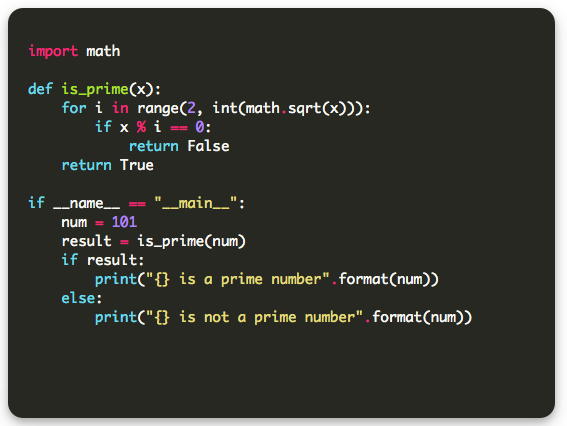 import math

def is_prime(x):
    for i in range(2, int(math.sqrt(x))):
        if x % i == 0:
            return False
    return True

if __name__ == "__main__":
    num = 101
    result = is_prime(num)
    if result:
        print("{} is a prime number".format(num))
    else:
        print("{} is not a prime number".format(num))